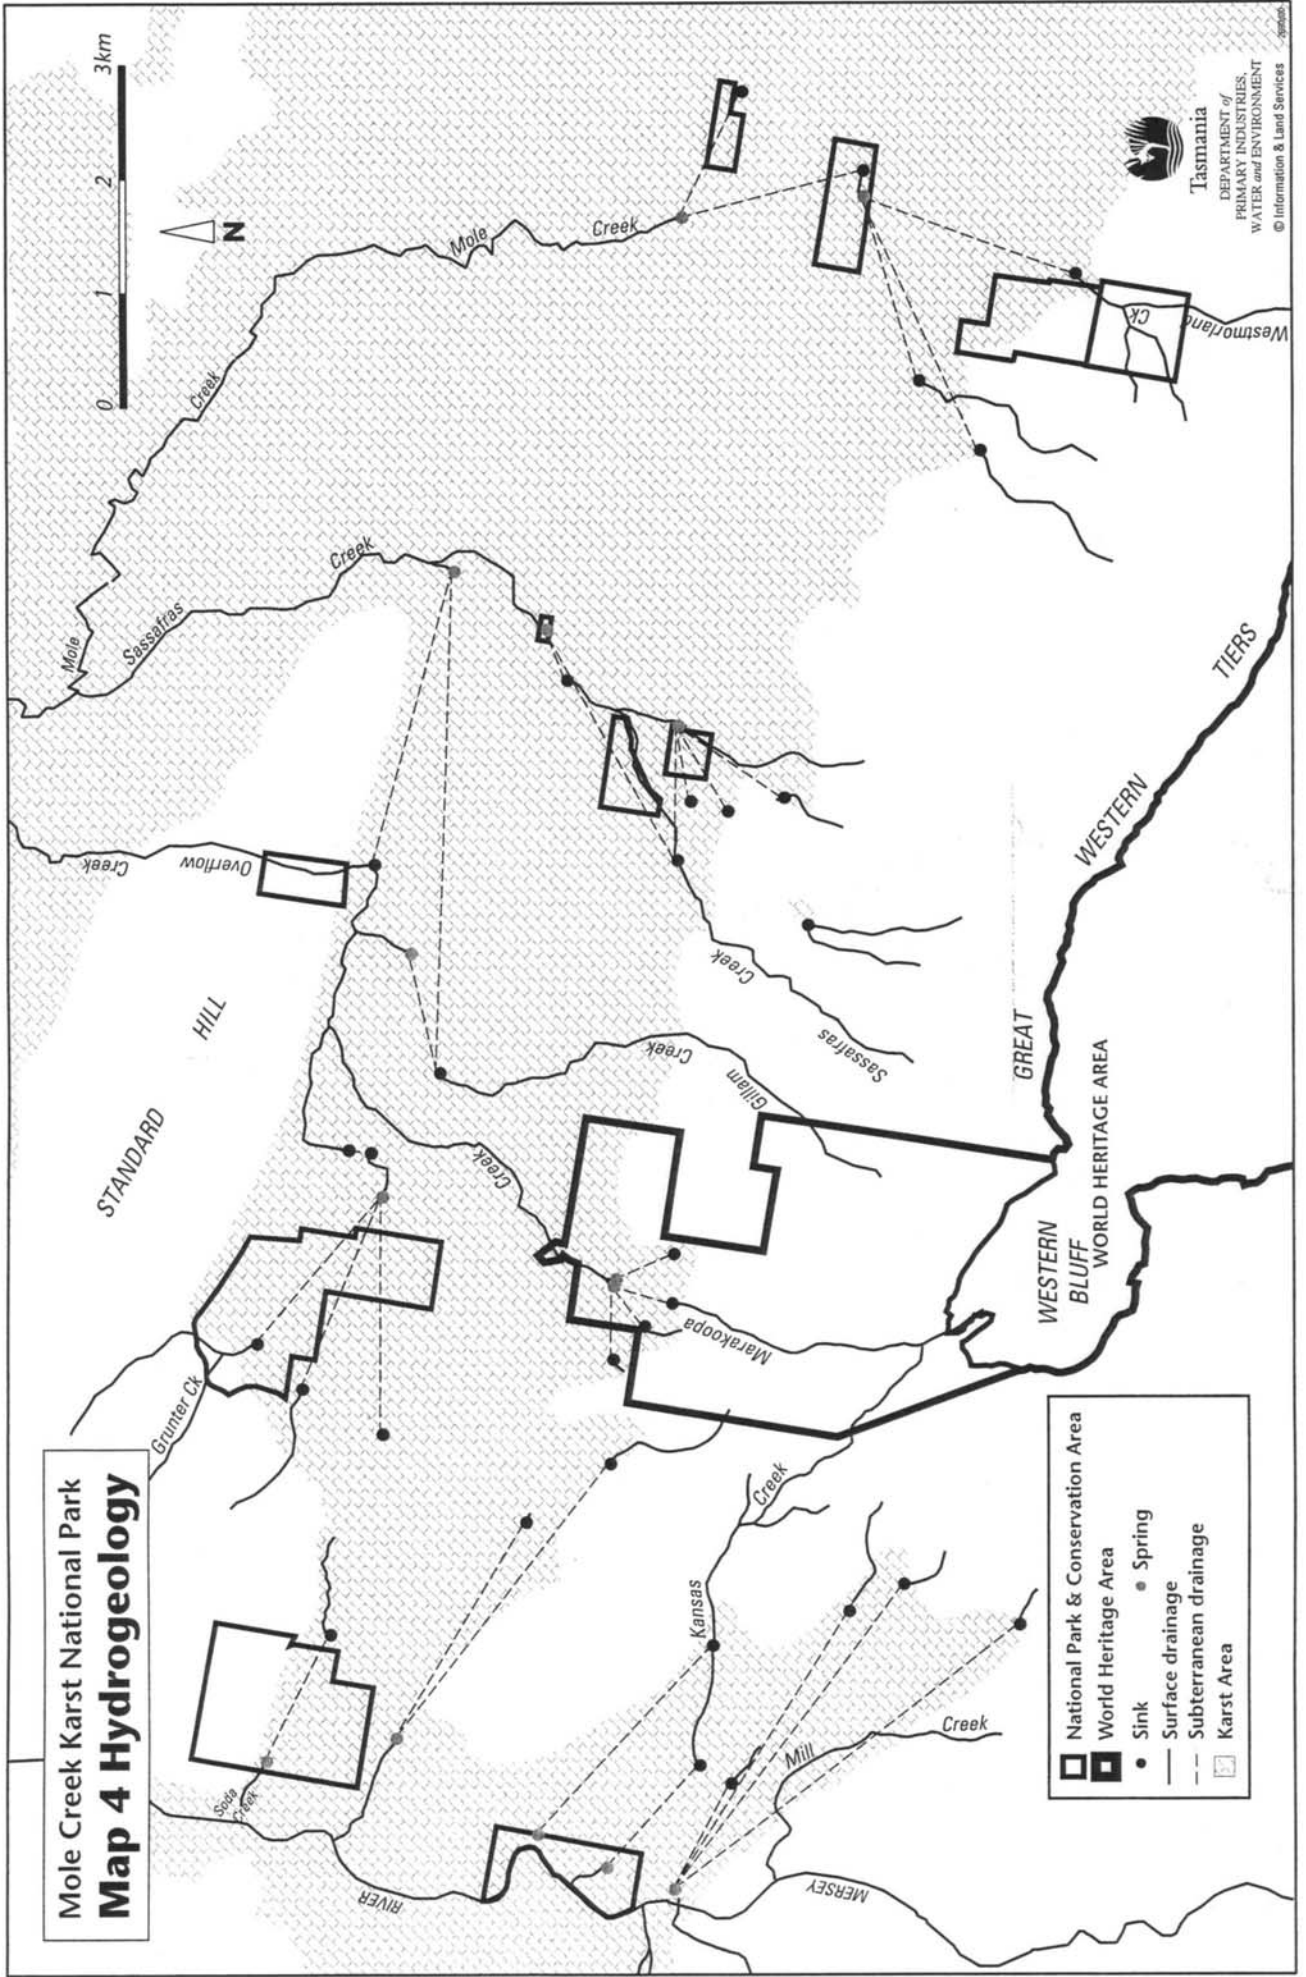 Mole Creek Karst National Park
Map 4 Hydrogeology
0
1
2
3km
N
STANDARD
HILL
Grunter Ck
Soda
Creek
RIVER
MERSEY
Mill
Creek
Kansas
Creek
Marakoopa
Creek
Gillam
Creek
Sassafras
Creek
Overflow
Creek
Sassafras
Creek
Mole
Creek
Mole
Creek
Westmorland
Ck
GREAT
WESTERN
TIERS
WESTERN
BLUFF
WORLD HERITAGE AREA
National Park & Conservation Area
World Heritage Area
Sink
Spring
Surface drainage
Subterranean drainage
Karst Area
Tasmania
DEPARTMENT of
PRIMARY INDUSTRIES,
WATER and ENVIRONMENT
© Information & Land Services